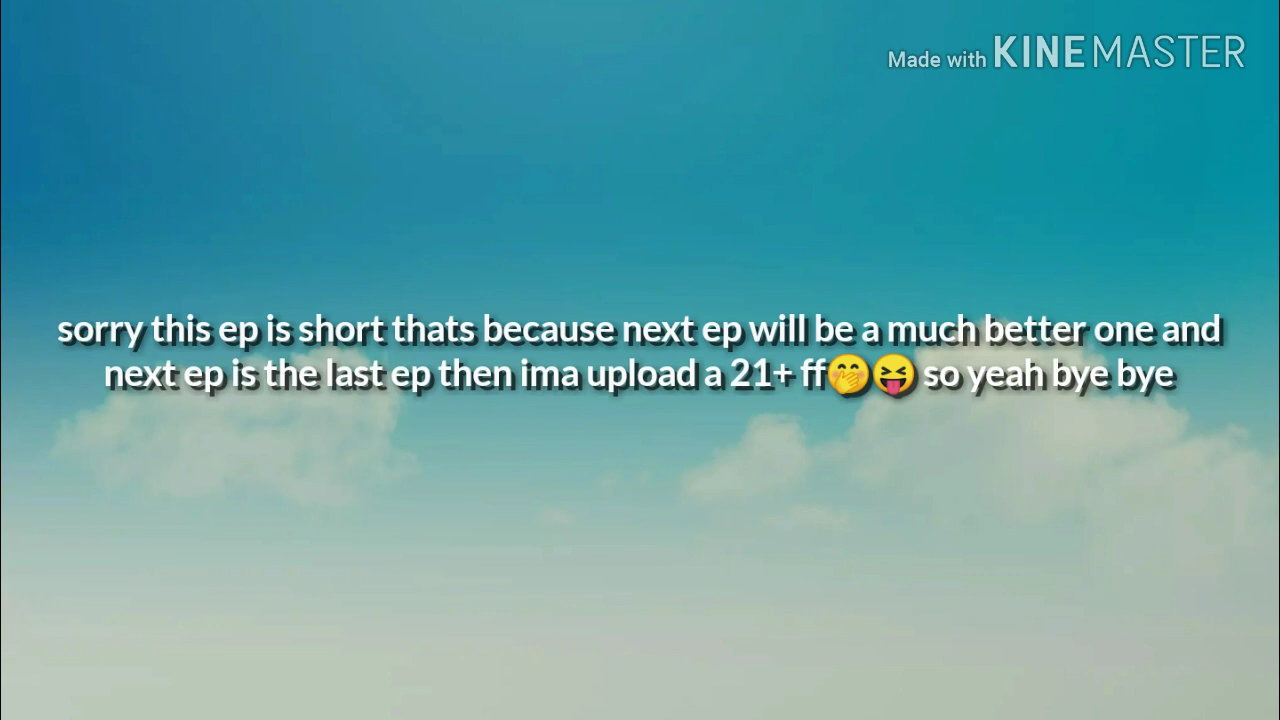 Made with KINEMASTER
sorry this ep is short thats because next ep will be a much better one and
next ep is the last ep then ima upload a 21+ ff🤭😝 so yeah bye bye